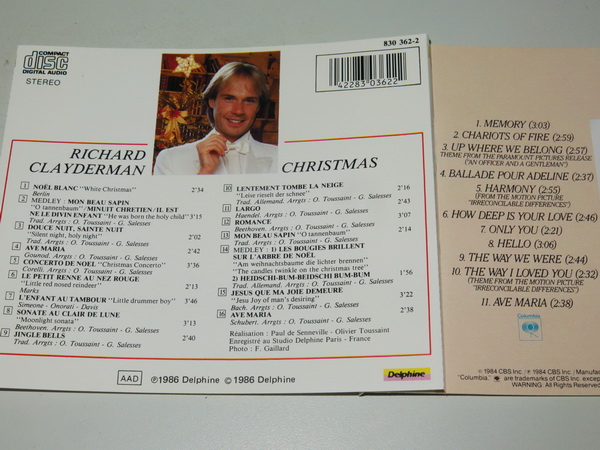 COMPACT
disc
DIGITAL AUDIO
STEREO
830 362-2
42283 03622
RICHARD
CLAYDERMAN
CHRISTMAS
1 NOËL BLANC "White Christmas"
Berlin 2'34
2 MEDLEY: MON BEAU SAPIN
"O tannenbaum"/MINUIT CHRETIEN/IL EST
NE LE DIVIN ENFANT "He was born the holy child" 3'15
Trad. Arrgts : O. Toussaint - G. Salesses
3 DOUCE NUIT, SAINTE NUIT
"Silent night, holy night" 2'02
Trad. Arrgts : O. Toussaint - G. Salesses
4 AVE MARIA 2'42
Gounod. Arrgts : O. Toussaint - G. Salesses
5 CONCERTO DE NOËL "Christmas Concerto" 3'36
Corelli. Arrgts : O. Toussaint - G. Salesses
6 LE PETIT RENNE AU NEZ ROUGE
"Little red nosed reindeer" 2'13
Marks
7 L'ENFANT AU TAMBOUR "Little drummer boy" 3'46
Simeone - Onorati - Davis
8 SONATE AU CLAIR DE LUNE
"Moonlight sonata" 3'37
Beethoven. Arrgts : O. Toussaint - G. Salesses
9 JINGLE BELLS 2'40
Trad. Arrgts : O. Toussaint - G. Salesses
10 LENTEMENT TOMBE LA NEIGE
"Leise rieselt der schnee" 2'16
Trad. Allemand. Arrgts : O. Toussaint - G. Salesses
11 LARGO 2'43
Haendel. Arrgts : O. Toussaint - G. Salesses
12 ROMANCE 3'07
Beethoven. Arrgts : O. Toussaint - G. Salesses
13 MON BEAU SAPIN "O tannenbaum" 2'14
Trad. Arrgts : O. Toussaint - G. Salesses
14 MEDLEY : 1) LES BOUGIES BRILLENT
SUR L'ARBRE DE NOËL
"Am weihnachtsbaume die lichter brennen"
"The candles twinkle on the christmas tree"
2) HEIDSCHI-BUM-BEIDSCHI BUM-BUM 1'56
Trad. Allemand. Arrgts : O. Toussaint - G. Salesses
15 JESUS QUE MA JOIE DEMEURE
"Jesu Joy of man's desiring" 3'22
Bach. Arrgts : O. Toussaint - G. Salesses
16 AVE MARIA 2'38
Schubert. Arrgts : O. Toussaint - G. Salesses
Réalisation : Paul de Senneville - Olivier Toussaint
Enregistré au Studio Delphine Paris - France
Photo : F. Gaillard
AAD
℗1986 Delphine ©1986 Delphine
Delphine
1. MEMORY (3:03)
2. CHARIOTS OF FIRE (2:59)
3. UP WHERE WE BELONG (2:57)
THEME FROM THE PARAMOUNT PICTURES RELEASE
("AN OFFICER AND A GENTLEMAN")
4. BALLADE POUR ADELINE (2:37)
5. HARMONY (2:55)
(FROM THE MOTION PICTURE
"IRRECONCILABLE DIFFERENCES")
6. HOW DEEP IS YOUR LOVE (2:46)
7. ONLY YOU (2:21)
8. HELLO (3:06)
9. THE WAY WE WERE (2:44)
10. THE WAY I LOVED YOU (2:32)
(THEME FROM THE MOTION PICTURE
"IRRECONCILABLE DIFFERENCES")
11. AVE MARIA (2:38)
Columbia
© 1984 CBS Inc./℗ 1984 CBS Inc./Manufac
"Columbia," are trademarks of CBS Inc. except
WARNING: All Rights Reserved.